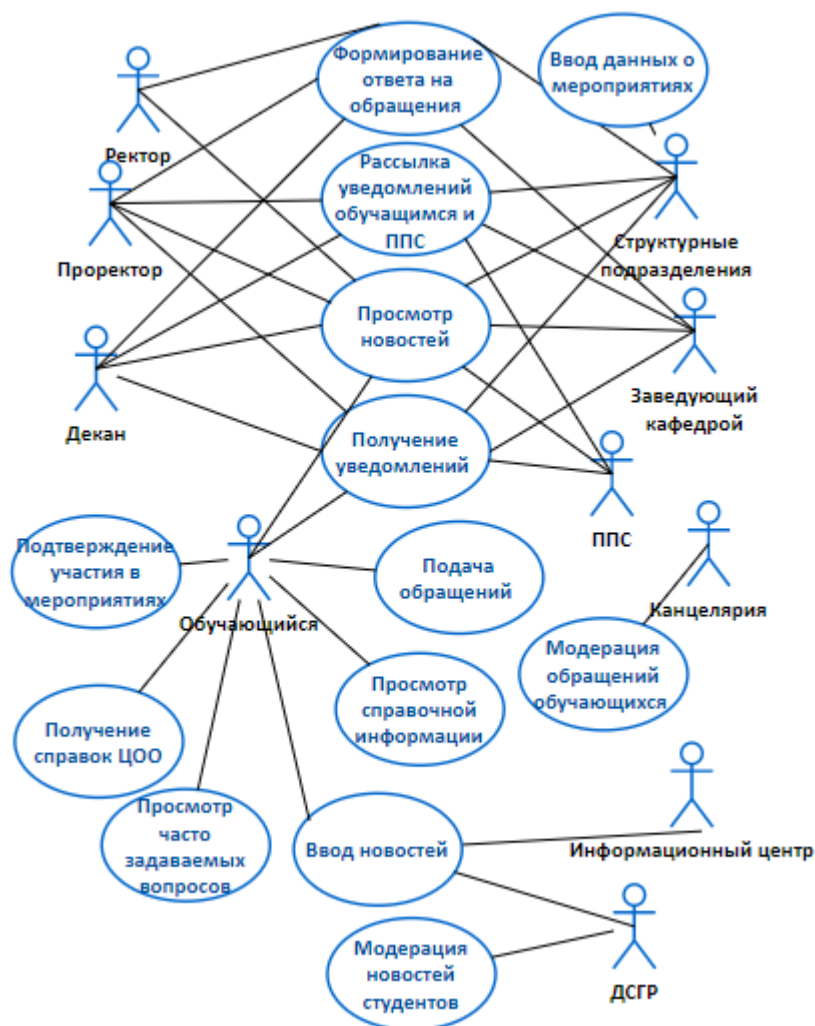 Формирование
ответа на
обращения
Ввод данных о
мероприятиях
Ректор
Рассылка
уведомлений
обучащимся и
ППС
Проректор
Структурные
подразделения
Просмотр
новостей
Декан
Заведующий
кафедрой
Получение
уведомлений
ППС
Подтверждение
участия в
мероприятиях
Обучающийся
Подача
обращений
Канцелярия
Модерация
обращений
обучающихся
Просмотр
справочной
информации
Получение
справок ЦОО
Просмотр
часто
задаваемых
вопросов
Ввод новостей
Информационный центр
Модерация
новостей
студентов
ДСГР